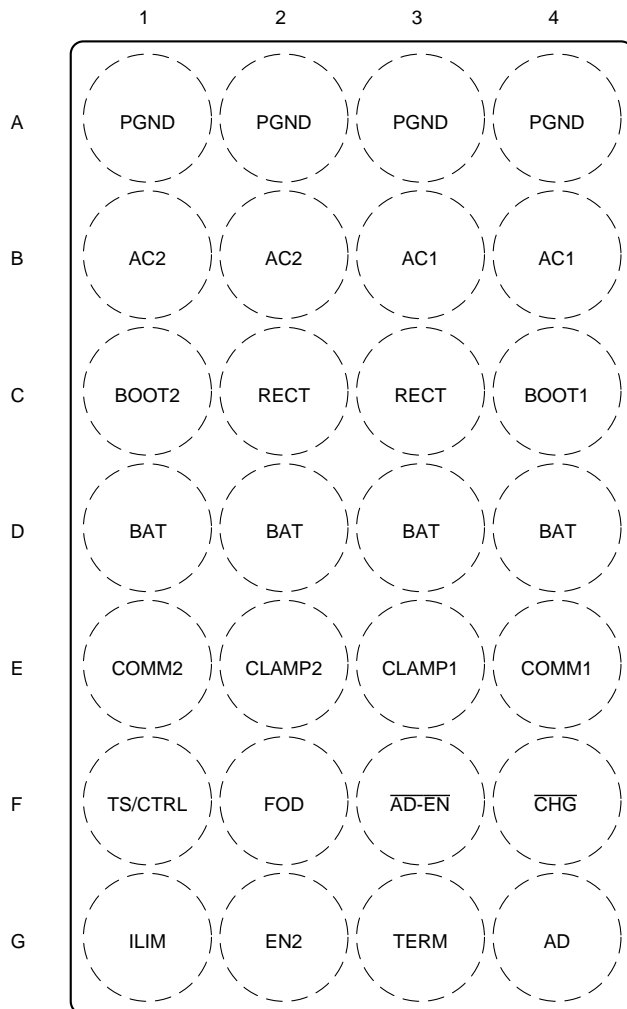 1 2 3 4
A PGND PGND PGND PGND
B AC2 AC2 AC1 AC1
C BOOT2 RECT RECT BOOT1
D BAT BAT BAT BAT
E COMM2 CLAMP2 CLAMP1 COMM1
F TS/CTRL FOD AD-EN CHG
G ILIM EN2 TERM AD